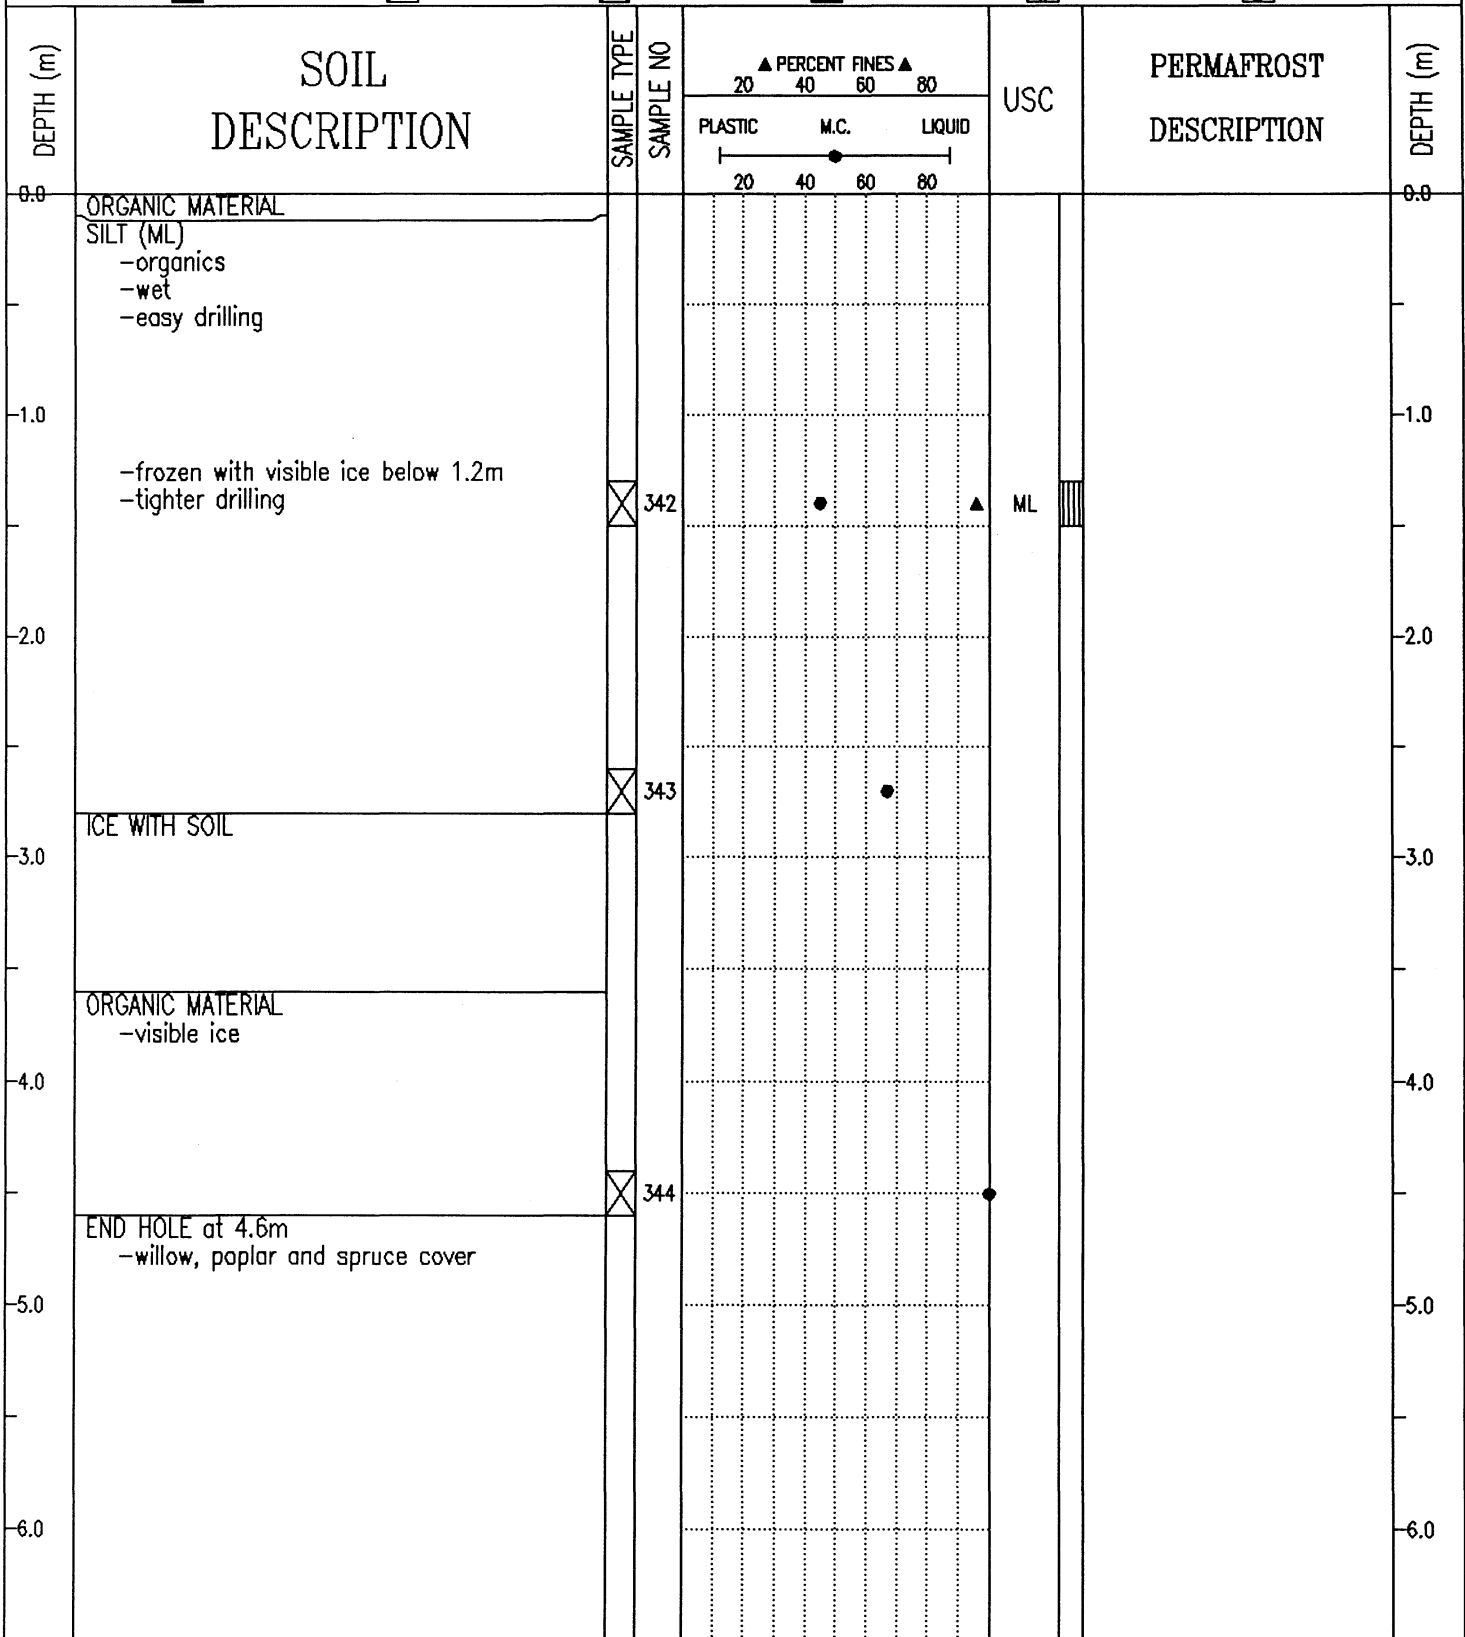 DEPTH (m)
SOIL
DESCRIPTION
SAMPLE TYPE
SAMPLE NO
▲ PERCENT FINES ▲
20 40 60 80
PLASTIC M.C. LIQUID
20 40 60 80
USC
PERMAFROST
DESCRIPTION
DEPTH (m)
0.0 0.0
ORGANIC MATERIAL
SILT (ML)
-organics
-wet
-easy drilling
1.0 1.0
-frozen with visible ice below 1.2m
-tighter drilling
342 ML
2.0 2.0
343
ICE WITH SOIL
3.0 3.0
ORGANIC MATERIAL
-visible ice
4.0 4.0
344
END HOLE at 4.6m
-willow, poplar and spruce cover
5.0 5.0
6.0 6.0